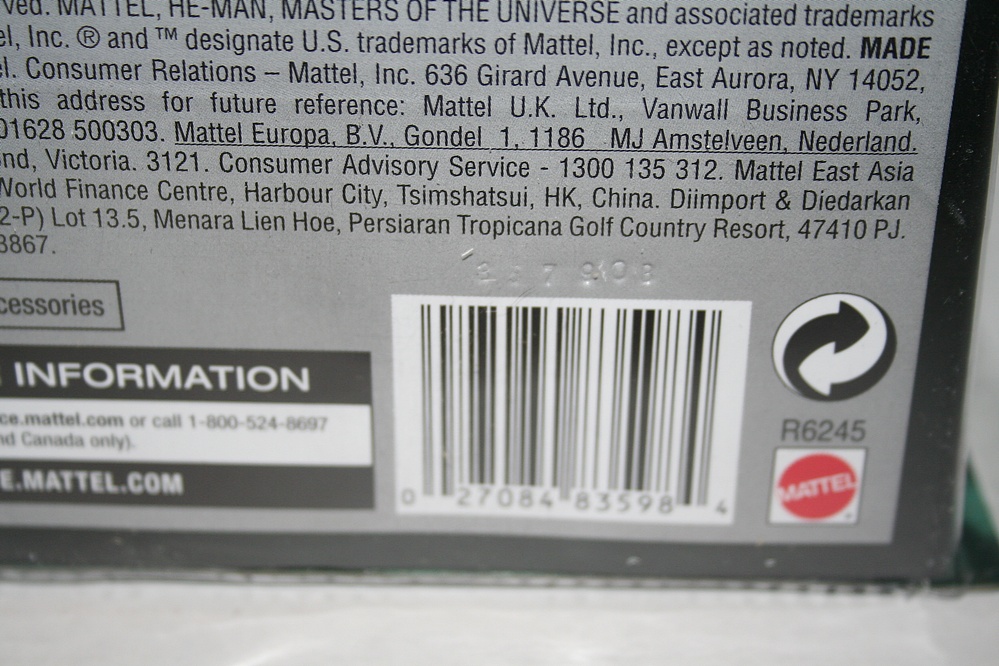 ved. MATTEL, HE-MAN, MASTERS OF THE UNIVERSE and associated trademarks
el, Inc. ® and ™ designate U.S. trademarks of Mattel, Inc., except as noted. MADE
el. Consumer Relations – Mattel, Inc. 636 Girard Avenue, East Aurora, NY 14052,
this address for future reference: Mattel U.K. Ltd., Vanwall Business Park,
01628 500303. Mattel Europa, B.V., Gondel 1, 1186 MJ Amstelveen, Nederland.
ond, Victoria. 3121. Consumer Advisory Service - 1300 135 312. Mattel East Asia
World Finance Centre, Harbour City, Tsimshatsui, HK, China. Diimport & Diedarkan
2-P) Lot 13.5, Menara Lien Hoe, Persiaran Tropicana Golf Country Resort, 47410 PJ.
3867.
cessories
INFORMATION
ce.mattel.com or call 1-800-524-8697
nd Canada only).
E.MATTEL.COM
0 27084 83598 4
R6245
MATTEL